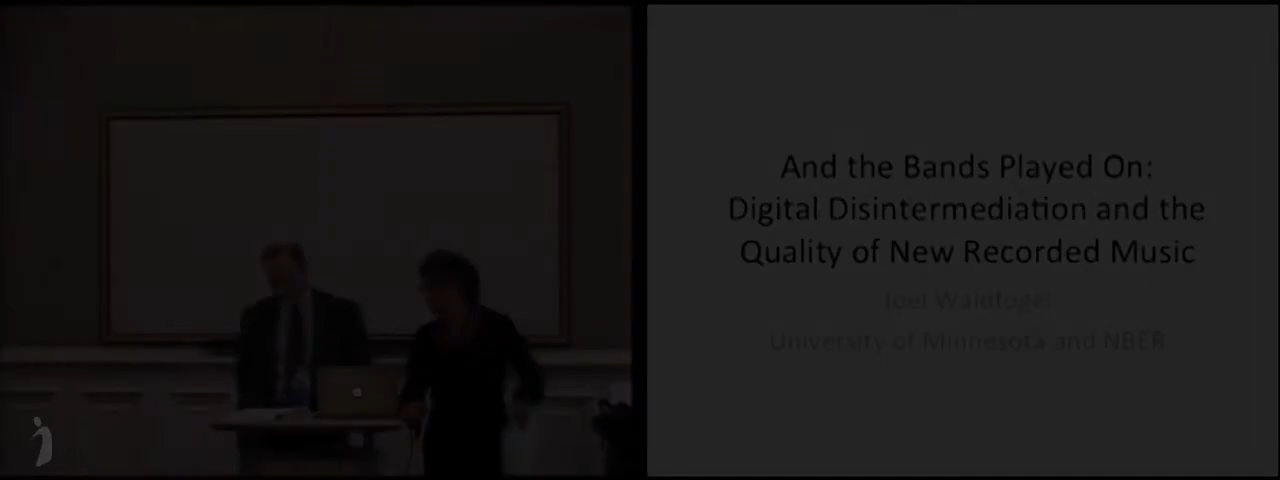 And the Bands Played On:
Digital Disintermediation and the
Quality of New Recorded Music
Joel Waldfogel
University of Minnesota and NBER